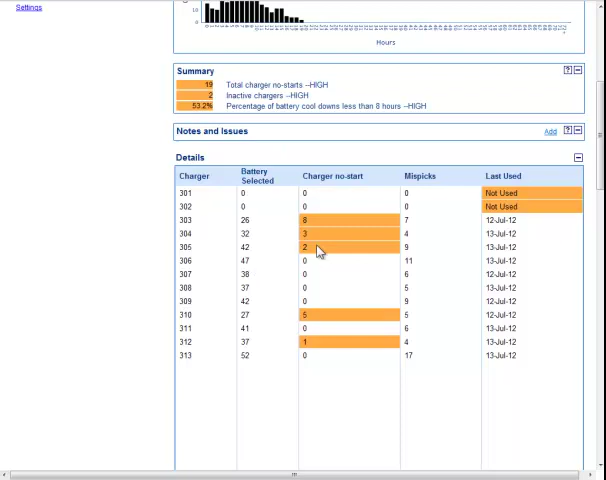 Settings
10
0
Hours
Summary
19 Total charger no-starts --HIGH
2 Inactive chargers --HIGH
53.2% Percentage of battery cool downs less than 8 hours --HIGH
Notes and Issues Add
Details
Charger Battery Selected Charger no-start Mispicks Last Used
301 0 0 0 Not Used
302 0 0 0 Not Used
303 26 8 7 12-Jul-12
304 32 3 4 13-Jul-12
305 42 2 9 13-Jul-12
306 47 0 11 13-Jul-12
307 38 0 6 12-Jul-12
308 37 0 5 13-Jul-12
309 42 0 9 12-Jul-12
310 27 5 5 12-Jul-12
311 41 0 6 13-Jul-12
312 37 1 4 13-Jul-12
313 52 0 17 13-Jul-12